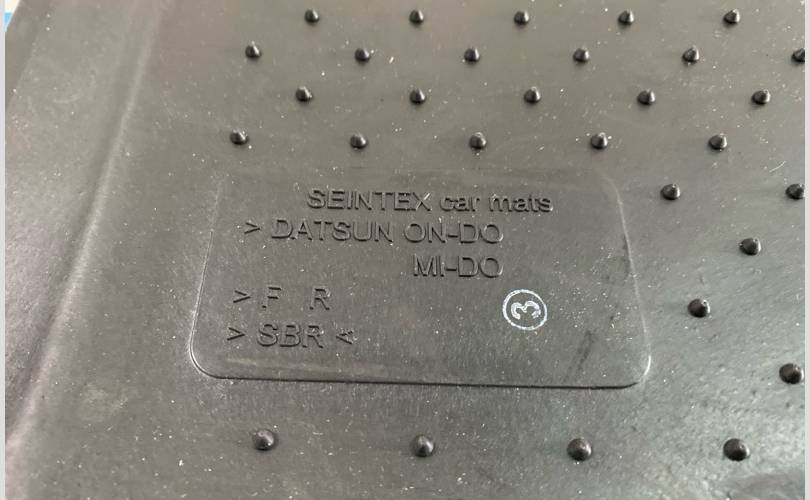 SEINTEX car mats
> DATSUN ON-DO
MI-DO
> F R
> SBR <
3